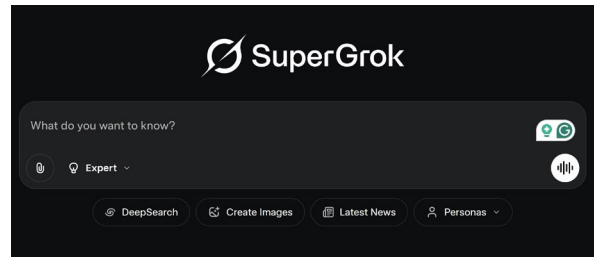 SuperGrok
What do you want to know?
Expert
DeepSearch
Create Images
Latest News
Personas